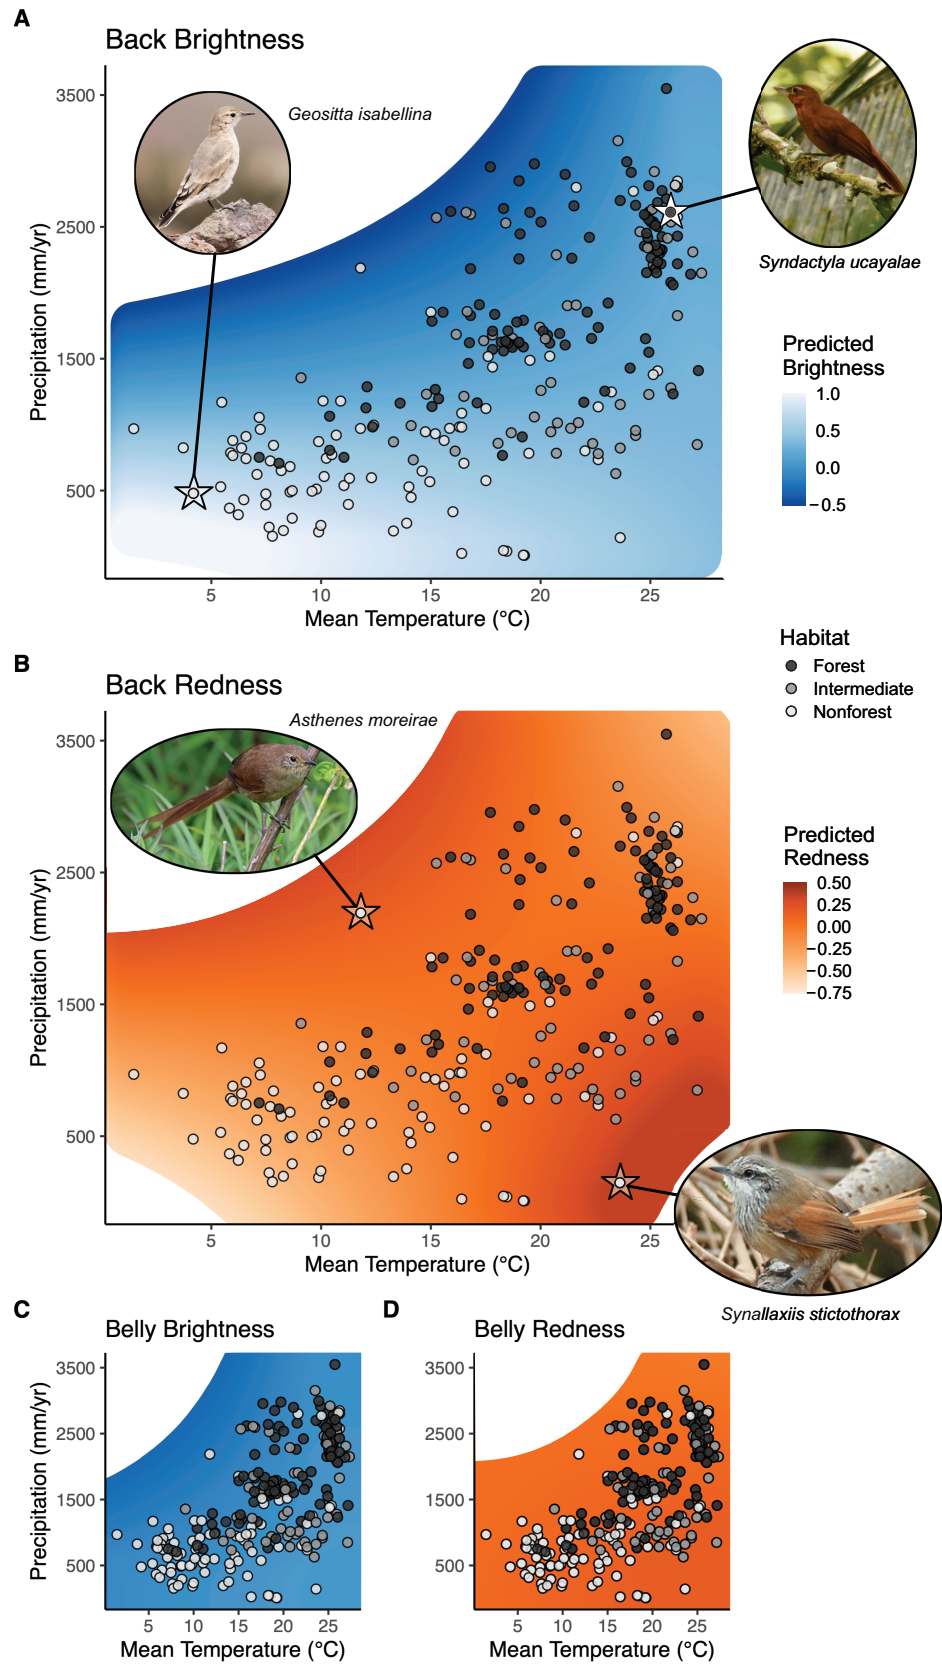 A
Back Brightness
Geositta isabellina
Syndactyla ucayalae
3500
2500
1500
500
Precipitation (mm/yr)
5 10 15 20 25
Mean Temperature (°C)
Predicted
Brightness
1.0
0.5
0.0
−0.5
Habitat
Forest
Intermediate
Nonforest
B
Back Redness
Asthenes moreirae
3500
2500
1500
500
Precipitation (mm/yr)
5 10 15 20 25
Mean Temperature (°C)
Predicted
Redness
0.50
0.25
0.00
−0.25
−0.50
−0.75
Synallaxiis stictothorax
C
Belly Brightness
3500
2500
1500
500
Precipitation (mm/yr)
5 10 15 20 25
Mean Temperature (°C)
D
Belly Redness
3500
2500
1500
500
5 10 15 20 25
Mean Temperature (°C)